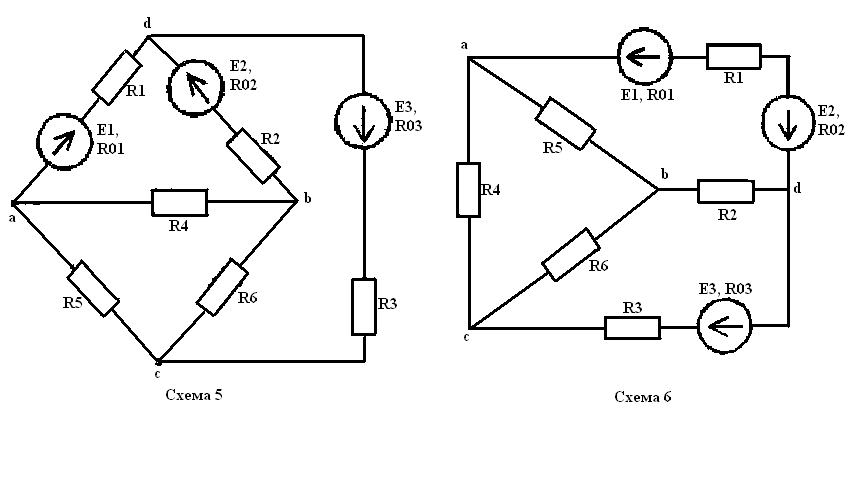 d
E2,
R02
R1
E1,
R01
E3,
R03
R2
a
b
R4
R5
R6
R3
c
Схема 5
a
E1, R01
R1
E2,
R02
R5
b
R4
R2
d
R6
E3, R03
R3
c
Схема 6